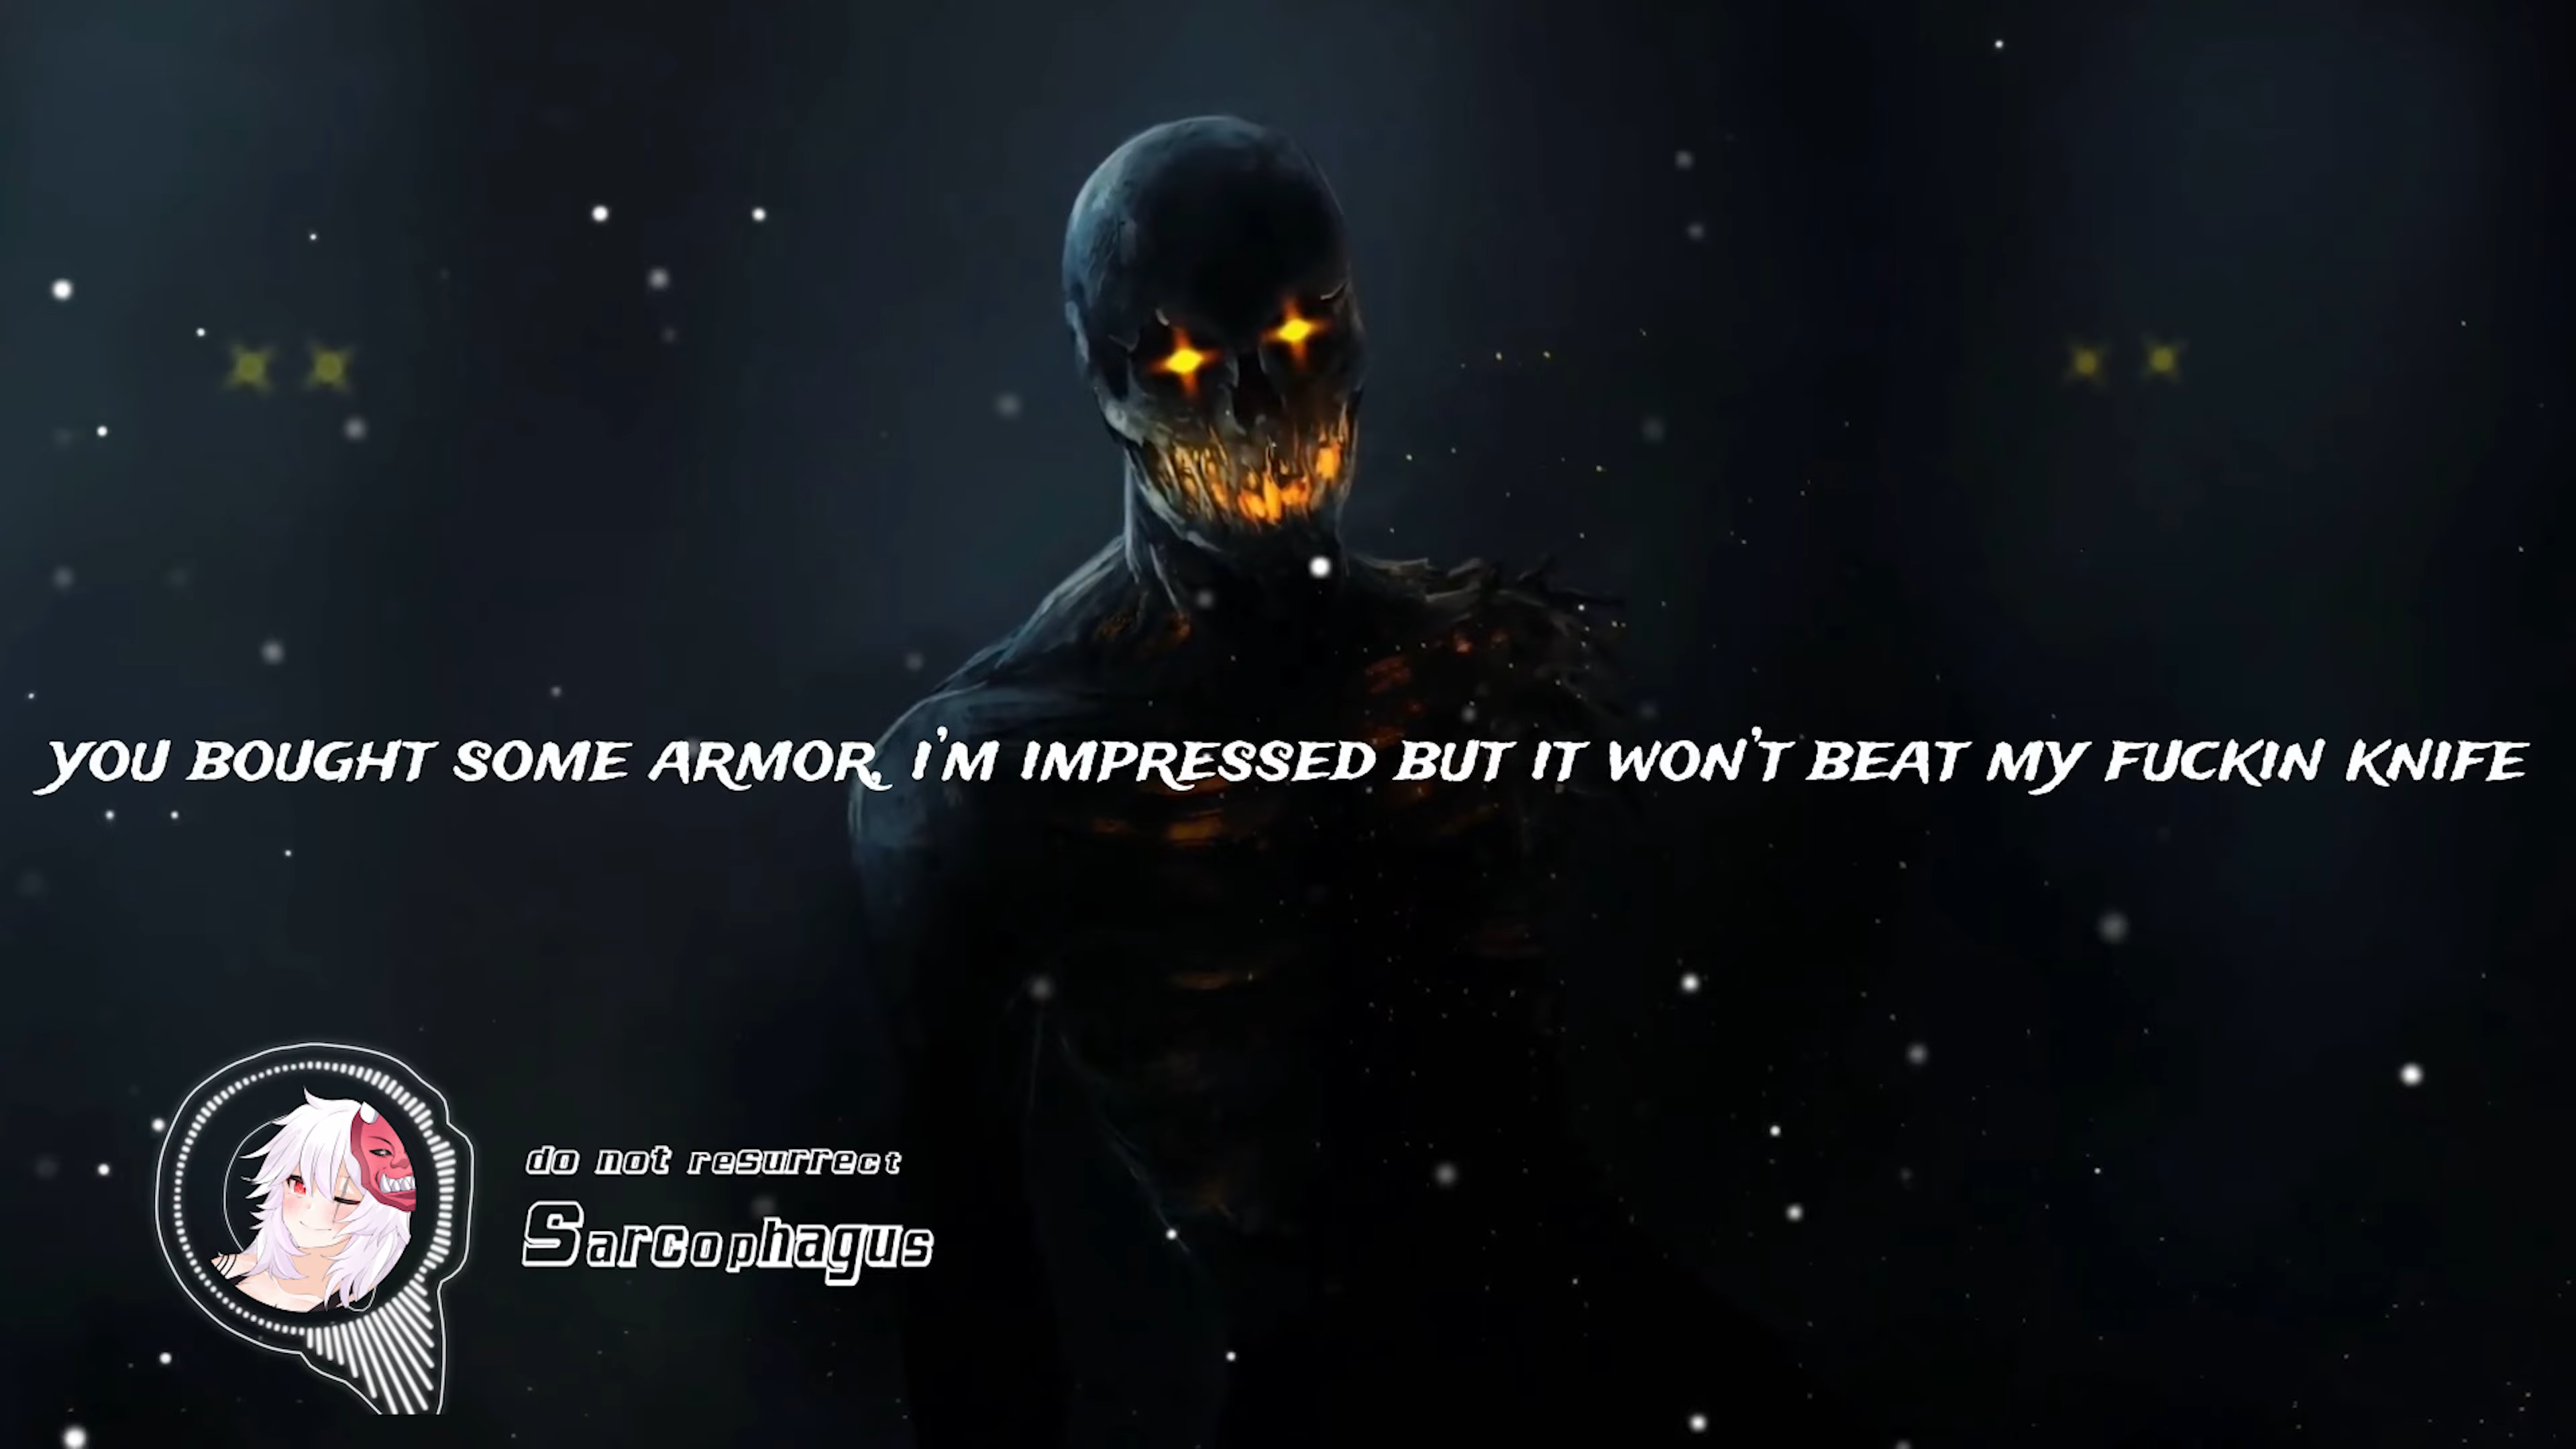 YOU BOUGHT SOME ARMOR, I'M IMPRESSED BUT IT WON'T BEAT MY FUCKIN KNIFE
do not resurrect
Sarcophagus